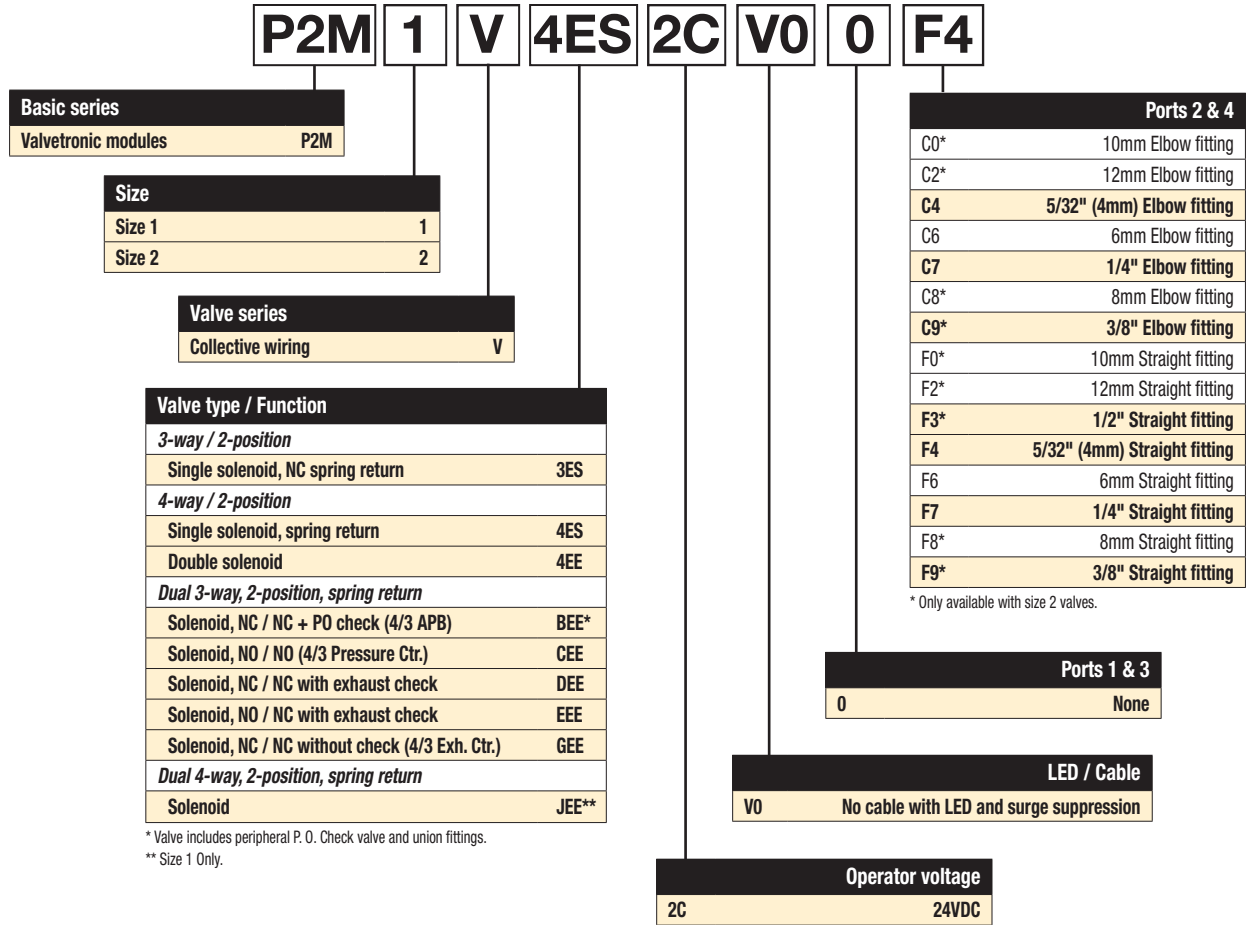 P2M 1 V 4ES 2C V0 0 F4
Basic series
Valvetronic modules P2M
Size
Size 1 1
Size 2 2
Valve series
Collective wiring V
Valve type / Function
3-way / 2-position
Single solenoid, NC spring return 3ES
4-way / 2-position
Single solenoid, spring return 4ES
Double solenoid 4EE
Dual 3-way, 2-position, spring return
Solenoid, NC / NC + PO check (4/3 APB) BEE*
Solenoid, NO / NO (4/3 Pressure Ctr.) CEE
Solenoid, NC / NC with exhaust check DEE
Solenoid, NO / NC with exhaust check EEE
Solenoid, NC / NC without check (4/3 Exh. Ctr.) GEE
Dual 4-way, 2-position, spring return
Solenoid JEE**
* Valve includes peripheral P. O. Check valve and union fittings.
** Size 1 Only.
Ports 2 & 4
C0* 10mm Elbow fitting
C2* 12mm Elbow fitting
C4 5/32" (4mm) Elbow fitting
C6 6mm Elbow fitting
C7 1/4" Elbow fitting
C8* 8mm Elbow fitting
C9* 3/8" Elbow fitting
F0* 10mm Straight fitting
F2* 12mm Straight fitting
F3* 1/2" Straight fitting
F4 5/32" (4mm) Straight fitting
F6 6mm Straight fitting
F7 1/4" Straight fitting
F8* 8mm Straight fitting
F9* 3/8" Straight fitting
* Only available with size 2 valves.
Ports 1 & 3
0 None
LED / Cable
V0 No cable with LED and surge suppression
Operator voltage
2C 24VDC